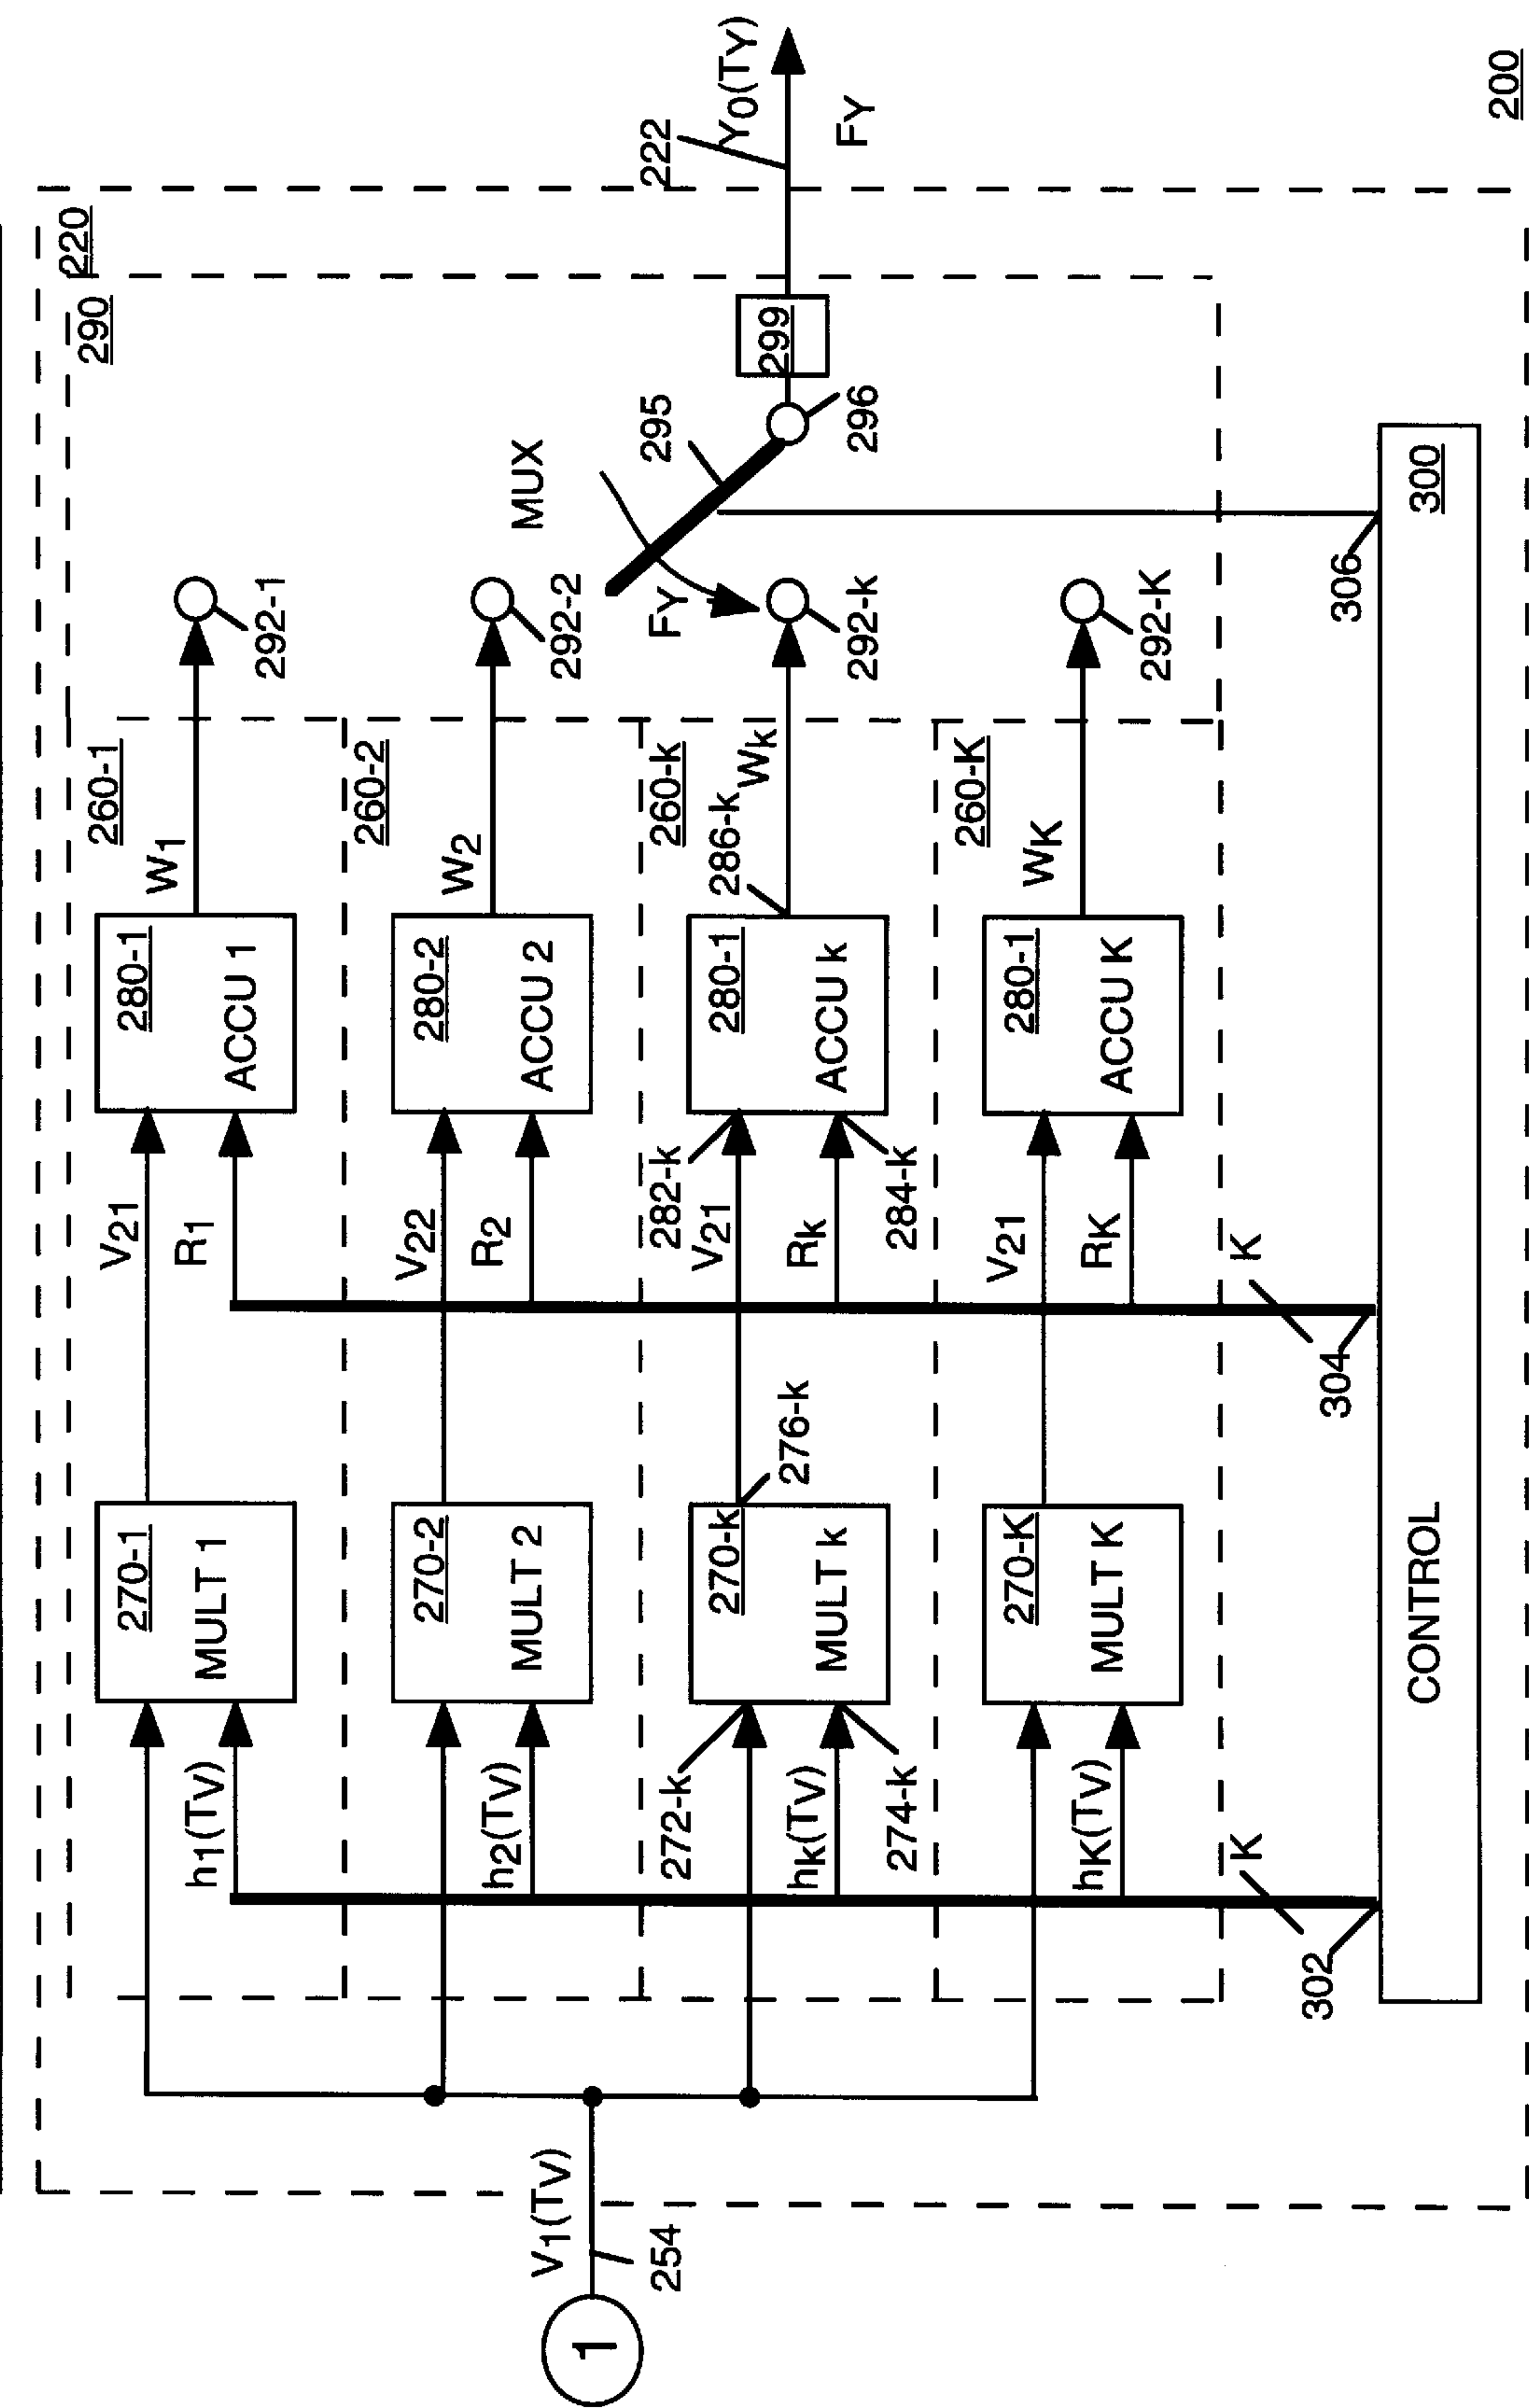 200
220
290
260-1
270-1
MULT 1
h1(TV)
V21
R1
280-1
ACCU 1
W1
292-1
260-2
270-2
MULT 2
h2(TV)
V22
R2
280-2
ACCU 2
W2
292-2
MUX
FY
295
296
299
222
Y0(TY)
FY
260-k
272-k
hk(TV)
274-k
270-k
MULT k
276-k
282-k
V21
Rk
284-k
280-1
ACCU k
286-k
Wk
292-k
260-K
hK(TV)
270-K
MULT K
V21
RK
280-1
ACCU K
WK
292-K
1
V1(TV)
254
K
302
K
304
306
CONTROL
300